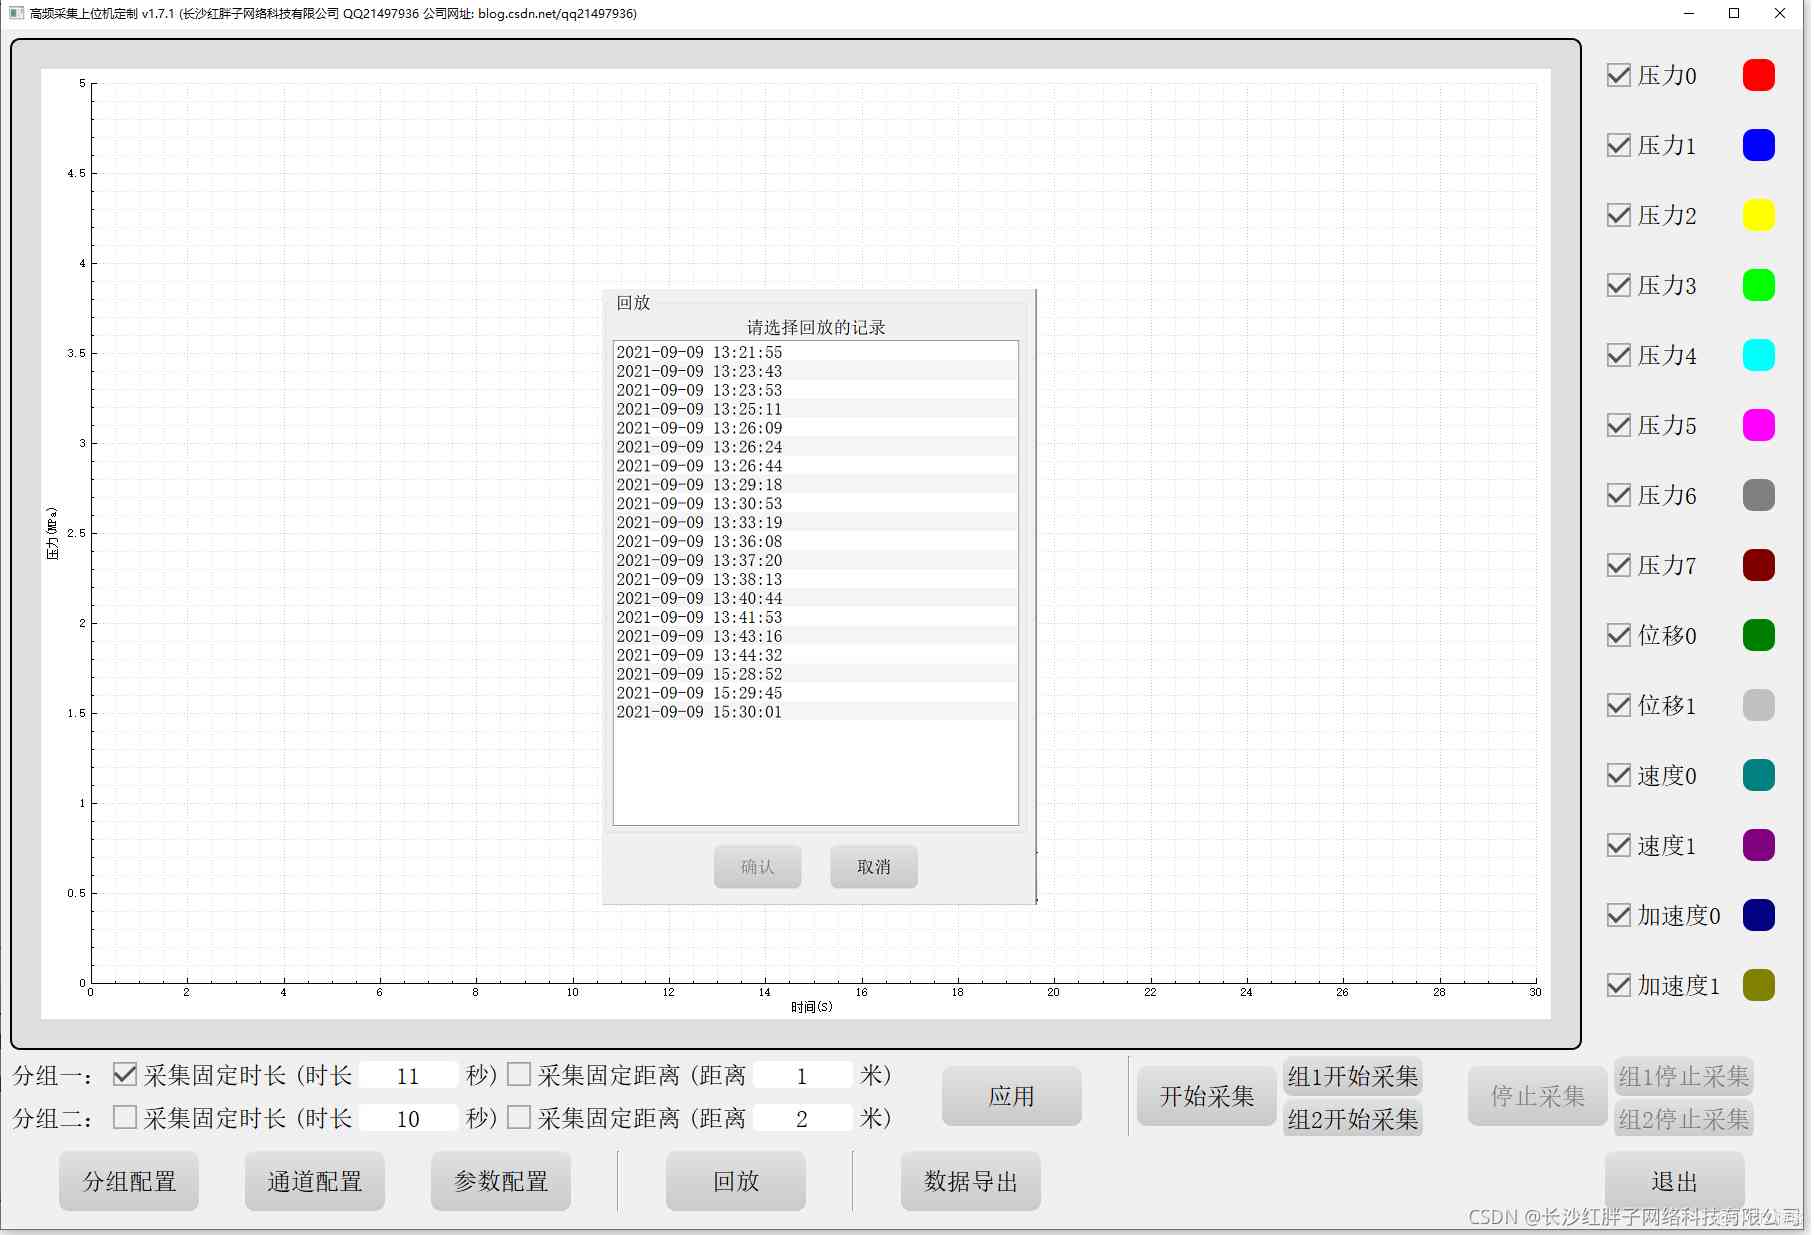 高频采集上位机定制 v1.7.1 (长沙红胖子网络科技有限公司 QQ21497936 公司网址: blog.csdn.net/qq21497936)
5
4.5
4
3.5
3
2.5
2
1.5
1
0.5
0
压力(MPa)
0 2 4 6 8 10 12 14 16 18 20 22 24 26 28 30
时间(S)
回放
请选择回放的记录
2021-09-09 13:21:55
2021-09-09 13:23:43
2021-09-09 13:23:53
2021-09-09 13:25:11
2021-09-09 13:26:09
2021-09-09 13:26:24
2021-09-09 13:26:44
2021-09-09 13:29:18
2021-09-09 13:30:53
2021-09-09 13:33:19
2021-09-09 13:36:08
2021-09-09 13:37:20
2021-09-09 13:38:13
2021-09-09 13:40:44
2021-09-09 13:41:53
2021-09-09 13:43:16
2021-09-09 13:44:32
2021-09-09 15:28:52
2021-09-09 15:29:45
2021-09-09 15:30:01
确认 取消
压力0
压力1
压力2
压力3
压力4
压力5
压力6
压力7
位移0
位移1
速度0
速度1
加速度0
加速度1
分组一: 采集固定时长 (时长 11 秒) 采集固定距离 (距离 1 米)
分组二: 采集固定时长 (时长 10 秒) 采集固定距离 (距离 2 米)
应用
开始采集
组1开始采集
组2开始采集
停止采集
组1停止采集
组2停止采集
分组配置 通道配置 参数配置 回放 数据导出 退出
CSDN @长沙红胖子网络科技有限公司